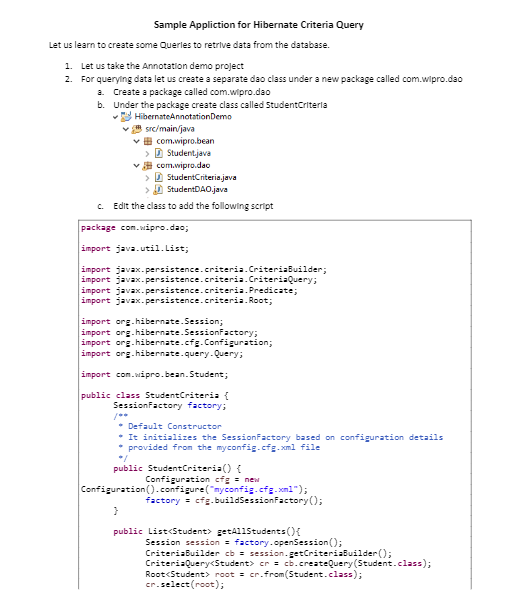 Sample Appliction for Hibernate Criteria Query
Let us learn to create some Queries to retrive data from the database.
1. Let us take the Annotation demo project
2. For querying data let us create a separate dao class under a new package called com.wipro.dao
a. Create a package called com.wipro.dao
b. Under the package create class called StudentCriteria
HibernateAnnotationDemo
src/main/java
com.wipro.bean
Student.java
com.wipro.dao
StudentCriteria.java
StudentDAO.java
c. Edit the class to add the following script
package com.wipro.dao;
import java.util.List;
import javax.persistence.criteria.CriteriaBuilder;
import javax.persistence.criteria.CriteriaQuery;
import javax.persistence.criteria.Predicate;
import javax.persistence.criteria.Root;
import org.hibernate.Session;
import org.hibernate.SessionFactory;
import org.hibernate.cfg.Configuration;
import org.hibernate.query.Query;
import com.wipro.bean.Student;
public class StudentCriteria {
SessionFactory factory;
/**
* Default Constructor
* It initializes the SessionFactory based on configuration details
* provided from the myconfig.cfg.xml file
*/
public StudentCriteria() {
Configuration cfg = new
Configuration().configure("myconfig.cfg.xml");
factory = cfg.buildSessionFactory();
}
public List<Student> getAllStudents(){
Session session = factory.openSession();
CriteriaBuilder cb = session.getCriteriaBuilder();
CriteriaQuery<Student> cr = cb.createQuery(Student.class);
Root<Student> root = cr.from(Student.class);
cr.select(root);